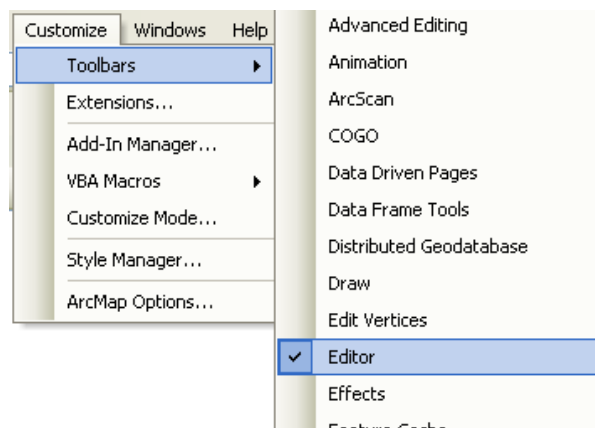 Customize Windows Help
Toolbars
Extensions...
Add-In Manager...
VBA Macros
Customize Mode...
Style Manager...
ArcMap Options...
Advanced Editing
Animation
ArcScan
COGO
Data Driven Pages
Data Frame Tools
Distributed Geodatabase
Draw
Edit Vertices
Editor
Effects